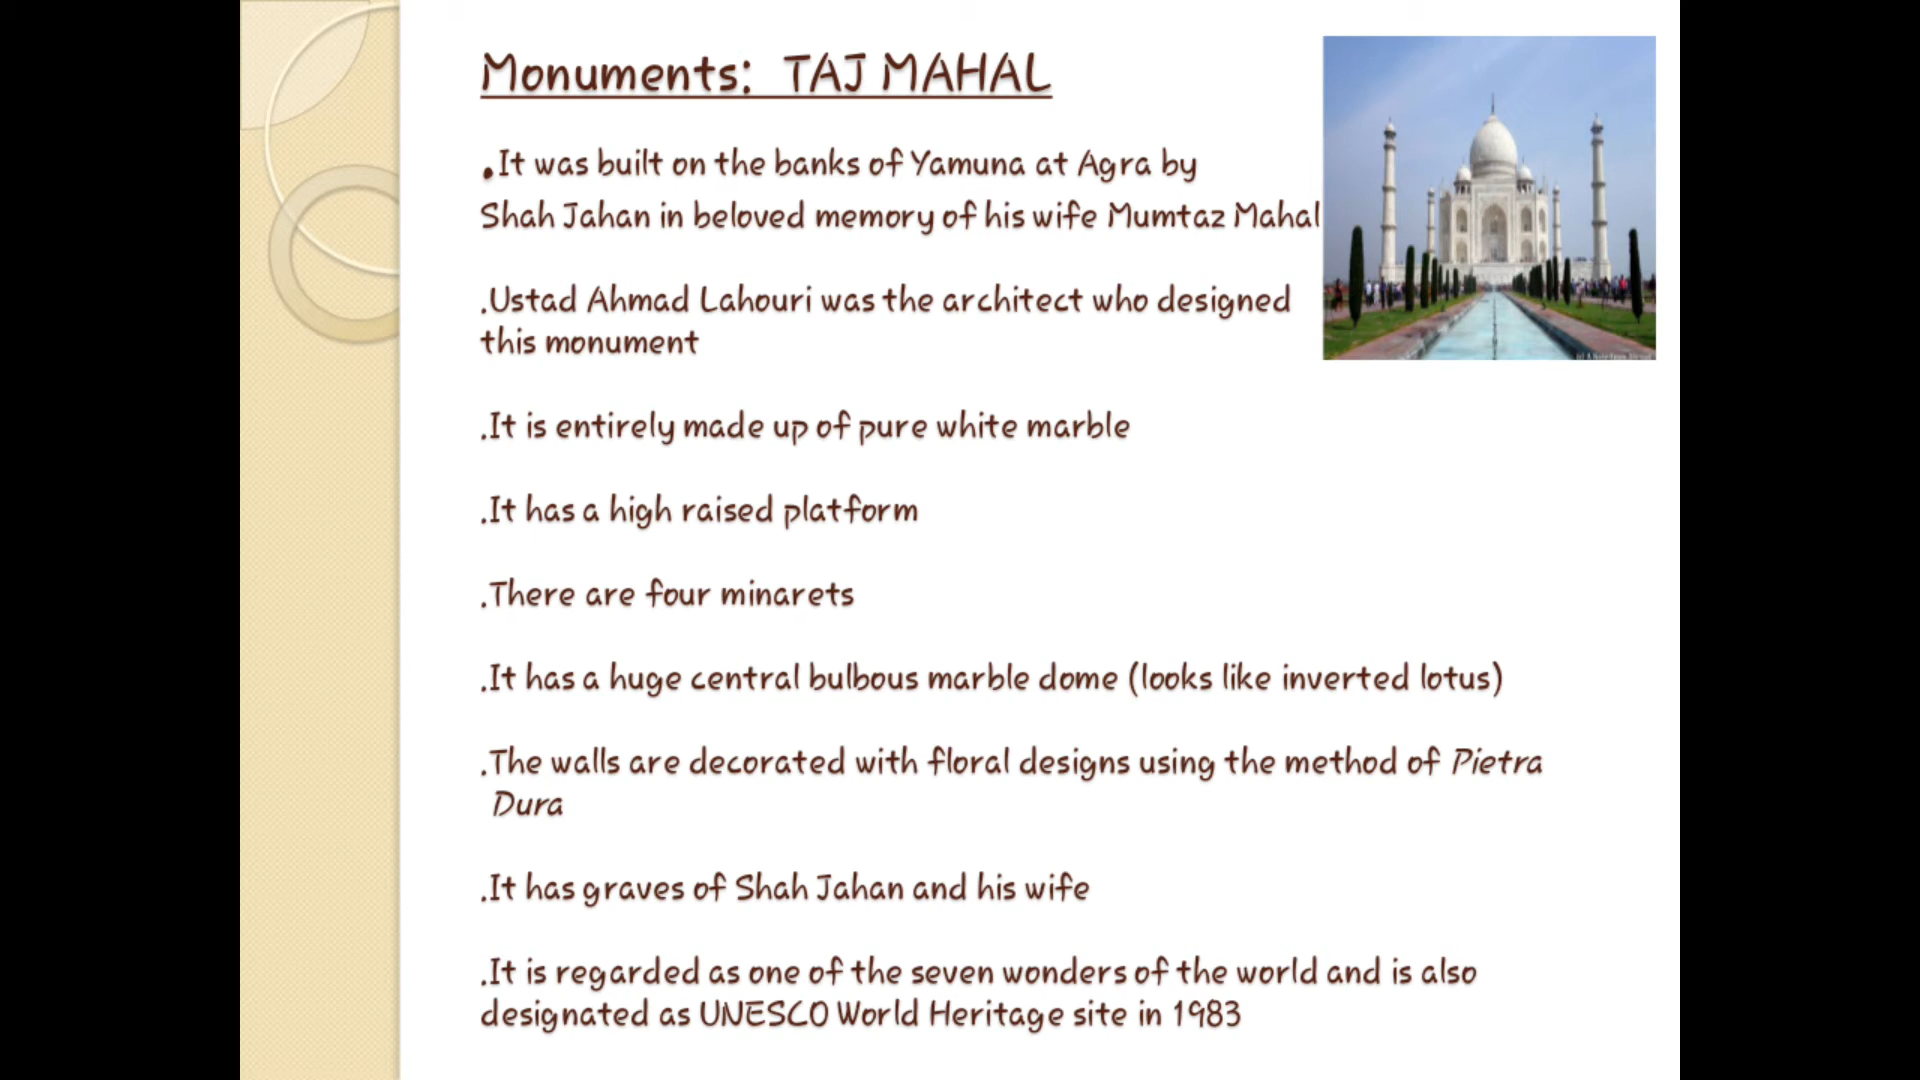 Monuments:  TAJ MAHAL
.It was built on the banks of Yamuna at Agra by
Shah Jahan in beloved memory of his wife Mumtaz Mahal
.Ustad Ahmad Lahouri was the architect who designed
this monument
.It is entirely made up of pure white marble
.It has a high raised platform
.There are four minarets
.It has a huge central bulbous marble dome (looks like inverted lotus)
.The walls are decorated with floral designs using the method of Pietra
Dura
.It has graves of Shah Jahan and his wife
.It is regarded as one of the seven wonders of the world and is also
designated as UNESCO World Heritage site in 1983